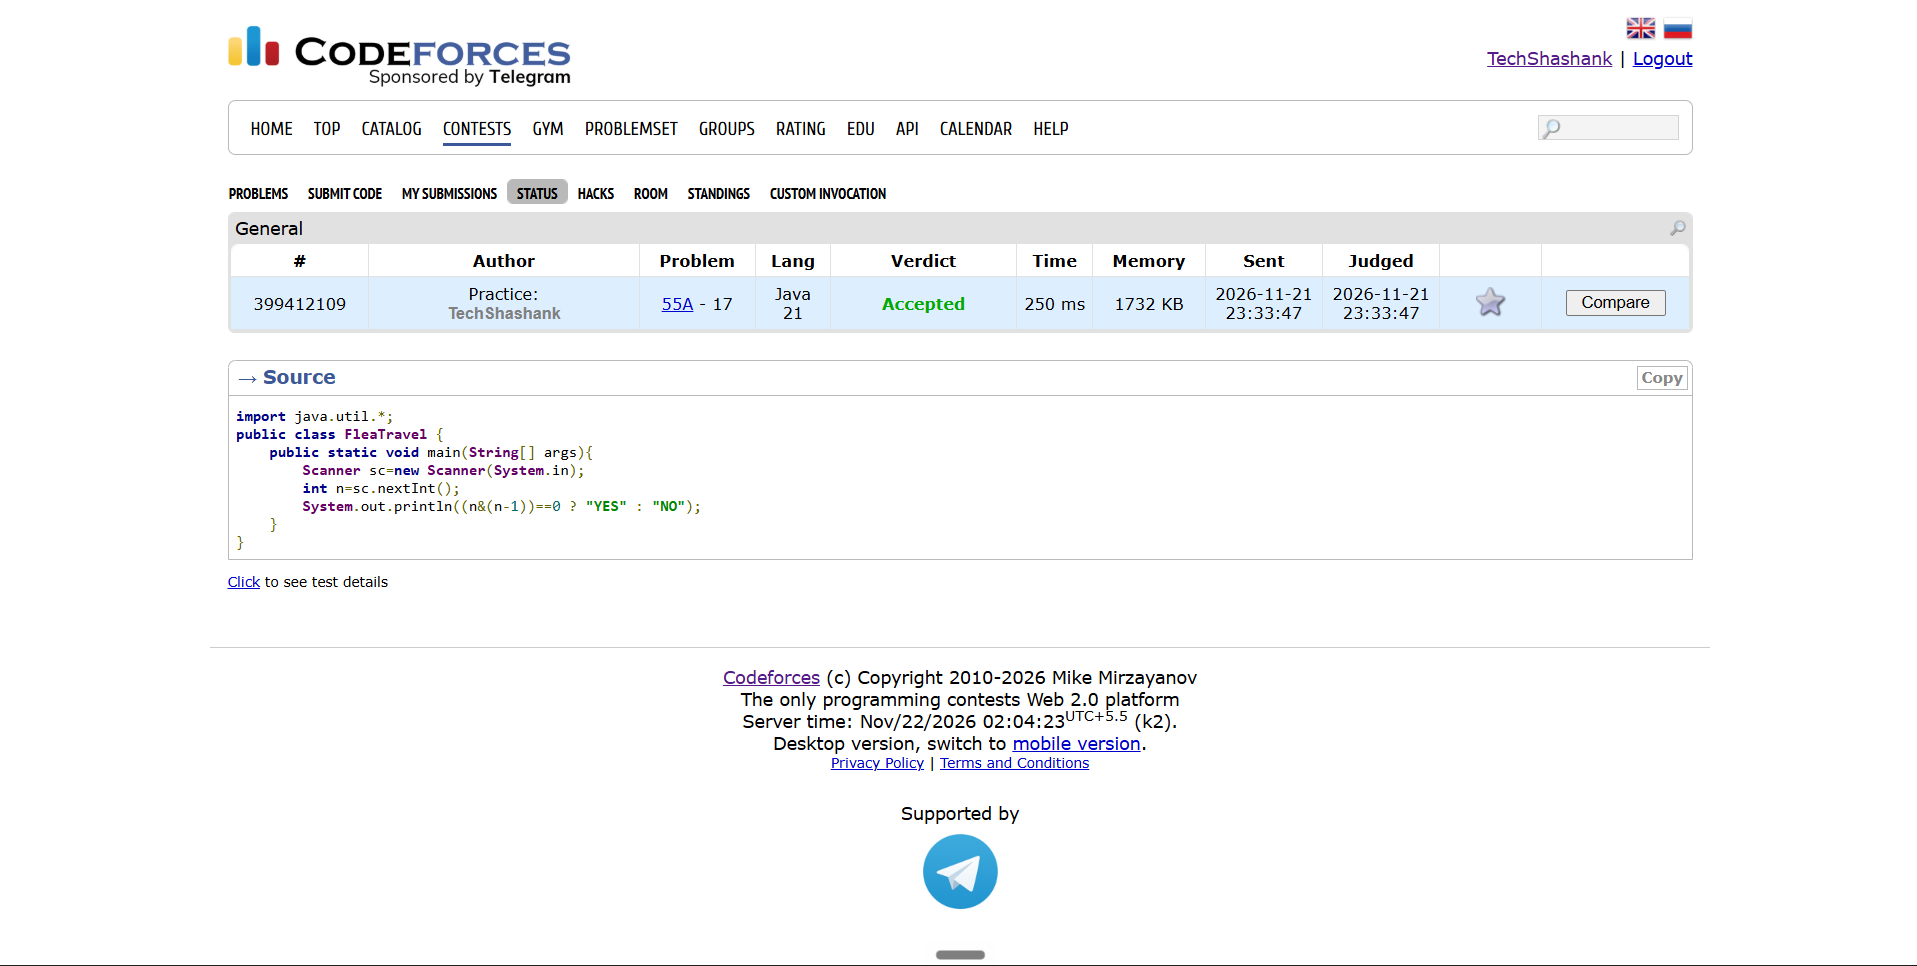 CODEFORCES
Sponsored by Telegram
TechShashank | Logout
HOME TOP CATALOG CONTESTS GYM PROBLEMSET GROUPS RATING EDU API CALENDAR HELP
PROBLEMS SUBMIT CODE MY SUBMISSIONS STATUS HACKS ROOM STANDINGS CUSTOM INVOCATION
General
# Author Problem Lang Verdict Time Memory Sent Judged
399412109 Practice: TechShashank 55A - 17 Java 21 Accepted 250 ms 1732 KB 2026-11-21 23:33:47 2026-11-21 23:33:47 Compare
→ Source Copy
import java.util.*;
public class FleaTravel {
    public static void main(String[] args){
        Scanner sc=new Scanner(System.in);
        int n=sc.nextInt();
        System.out.println((n&(n-1))==0 ? "YES" : "NO");
    }
}
Click to see test details
Codeforces (c) Copyright 2010-2026 Mike Mirzayanov
The only programming contests Web 2.0 platform
Server time: Nov/22/2026 02:04:23UTC+5.5 (k2).
Desktop version, switch to mobile version.
Privacy Policy | Terms and Conditions
Supported by